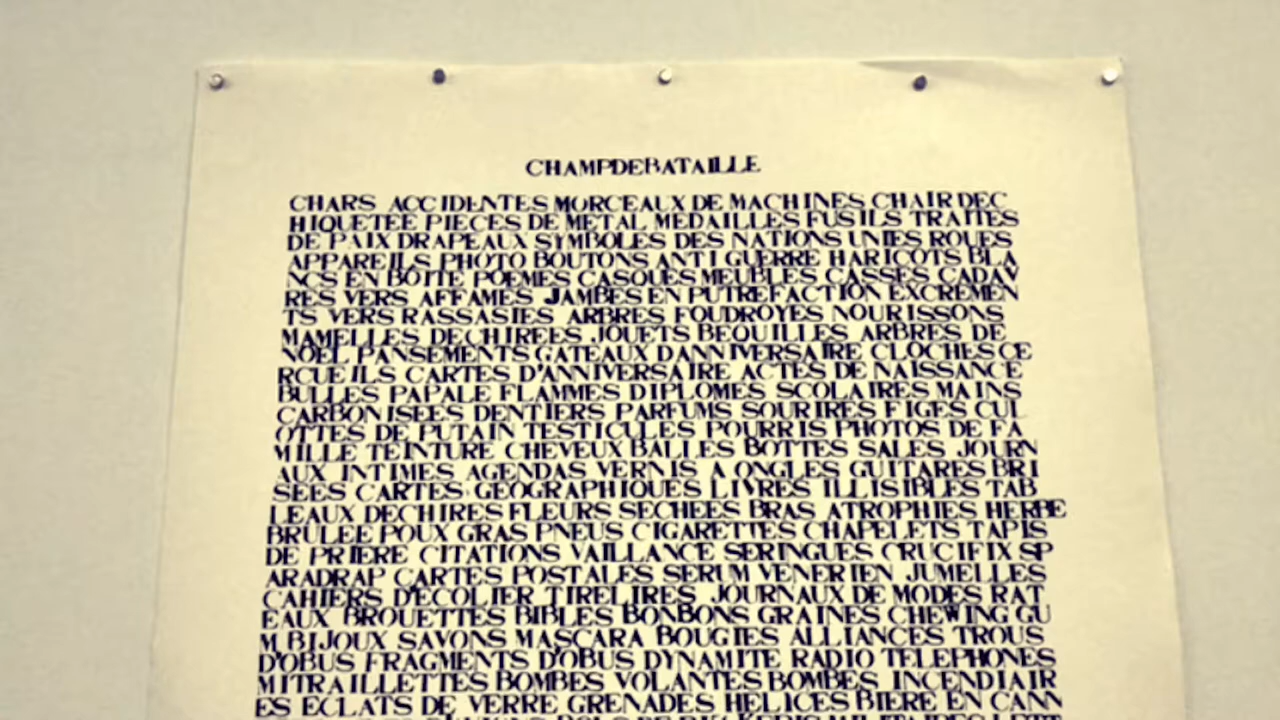 CHAMPDEBATAILLE
CHARS ACCIDENTES MORCEAUX DE MACHINES CHAIR DEC
HIQUETEE PIECES DE METAL MEDAILLES FUSILS TRAITES
DE PAIX DRAPEAUX SYMBOLES DES NATIONS UNIES ROUES
APPAREILS PHOTO BOUTONS ANTI GUERRE HARICOTS BLA
NCS EN BOITE POEMES CASQUES MEUBLES CASSES CADAV
RES VERS AFFAMES JAMBES EN PUTREFACTION EXCREMEN
TS VERS RASSASIES ARBRES FOUDROYES NOURISSONS
MAMELLES DECHIREES JOUETS BEQUILLES ARBRES DE
NOEL PANSEMENTS GATEAUX DANNIVERSAIRE CLOCHES CE
RCUEILS CARTES D'ANNIVERSAIRE ACTES DE NAISSANCE
BULLES PAPALE FLAMMES DIPLOMES SCOLAIRES MAINS
CARBONISEES DENTIERS PARFUMS SOURIRES FIGES CUL
OTTES DE PUTAIN TESTICULES POURRIS PHOTOS DE FA
MILLE TEINTURE CHEVEUX BALLES BOTTES SALES JOURN
AUX INTIMES AGENDAS VERNIS A ONGLES GUITARES BRI
SEES CARTES GEOGRAPHIQUES LIVRES ILLISIBLES TAB
LEAUX DECHIRES FLEURS SECHEES BRAS ATROPHIES HERBE
BRULEE POUX GRAS PNEUS CIGARETTES CHAPELETS TAPIS
DE PRIERE CITATIONS VAILLANCE SERINGUES CRUCIFIX SP
ARADRAP CARTES POSTALES SERUM VENERIEN JUMELLES
CAHIERS D'ECOLIER TIRELIRES JOURNAUX DE MODES RAT
EAUX BROUETTES BIBLES BONBONS GRAINES CHEWING GU
M BIJOUX SAVONS MASCARA BOUGIES ALLIANCES TROUS
D'OBUS FRAGMENTS D'OBUS DYNAMITE RADIO TELEPHONES
MITRAILLETTES BOMBES VOLANTES BOMBES INCENDIAIR
ES ECLATS DE VERRE GRENADES HELICES BIERE EN CANN